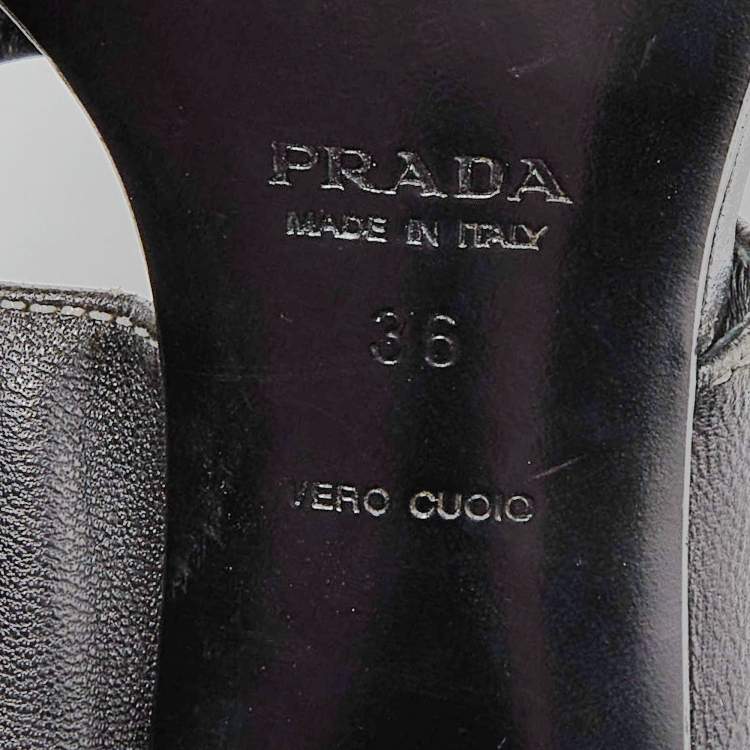 PRADA
MADE IN ITALY
36
VERO CUOIO